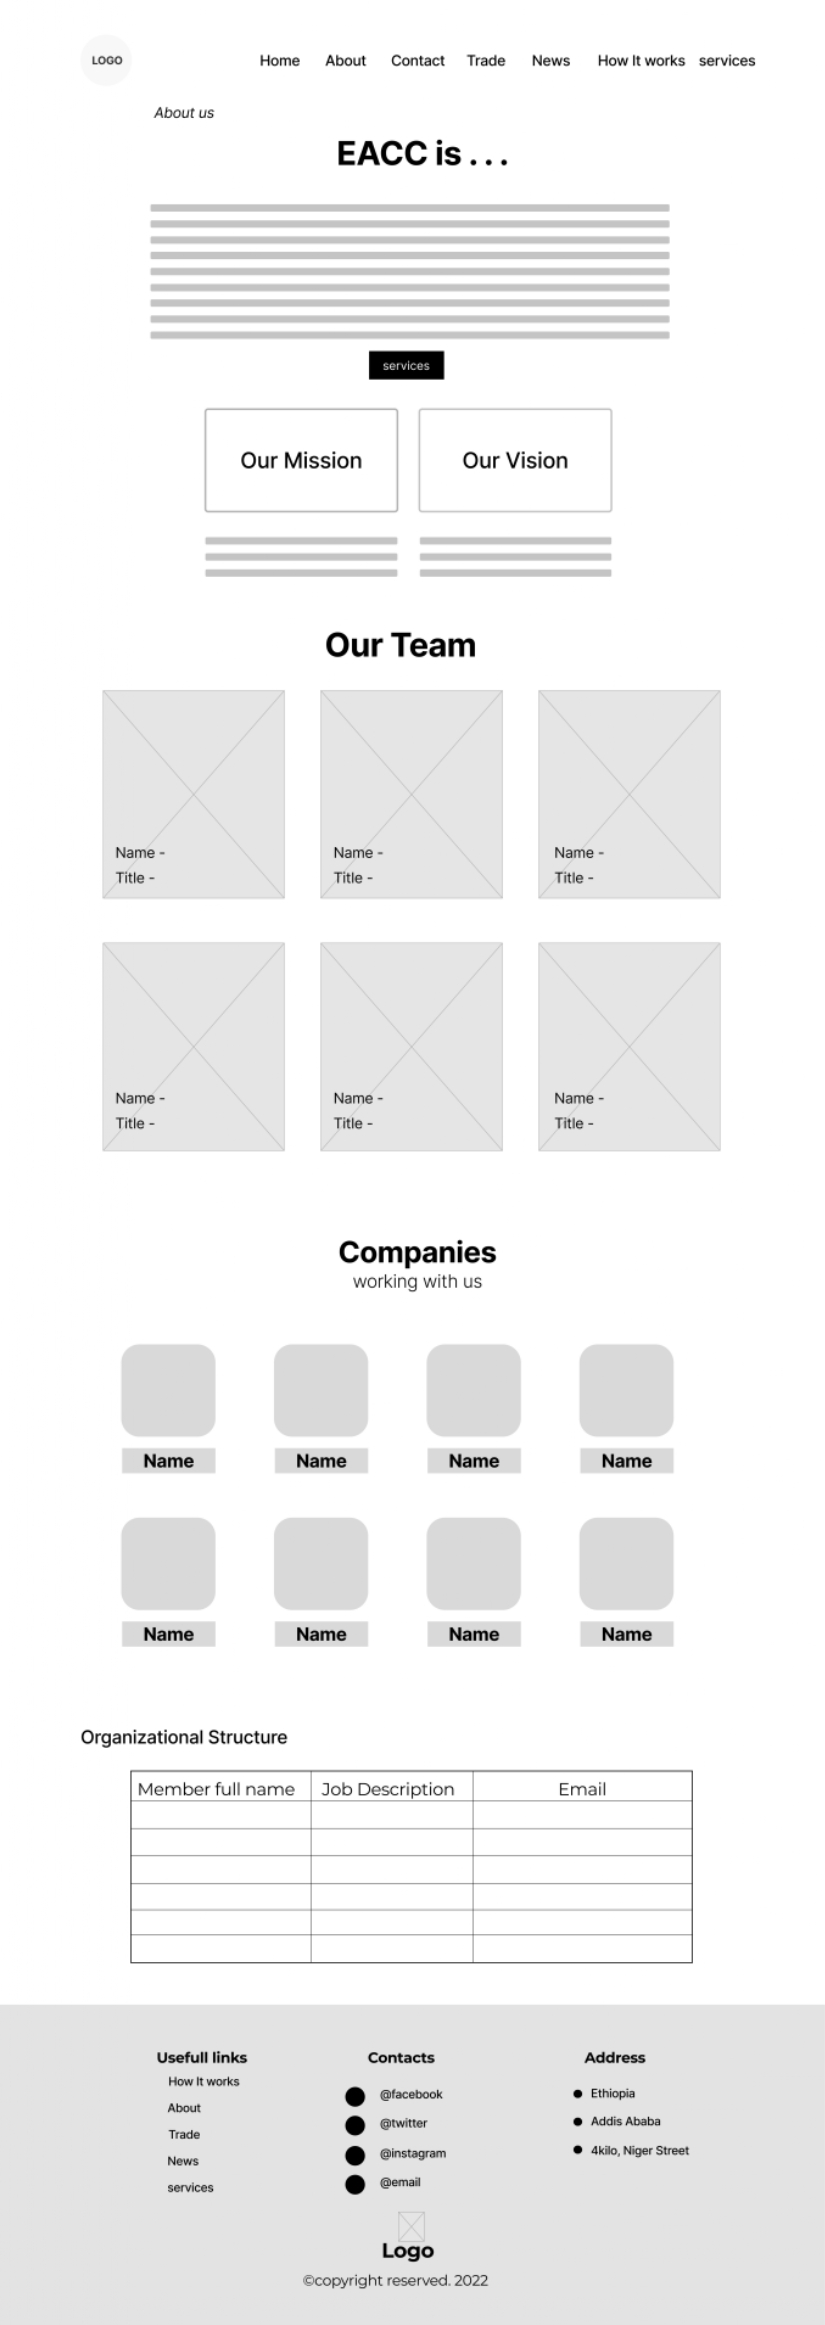 LOGO
Home About Contact Trade News How It works services
About us
EACC is . . .
services
Our Mission
Our Vision
Our Team
Name -
Title -
Name -
Title -
Name -
Title -
Name -
Title -
Name -
Title -
Name -
Title -
Companies
working with us
Name
Name
Name
Name
Name
Name
Name
Name
Organizational Structure
Member full name Job Description Email
Usefull links
How It works
About
Trade
News
services
Contacts
@facebook
@twitter
@instagram
@email
Address
Ethiopia
Addis Ababa
4kilo, Niger Street
Logo
©copyright reserved. 2022